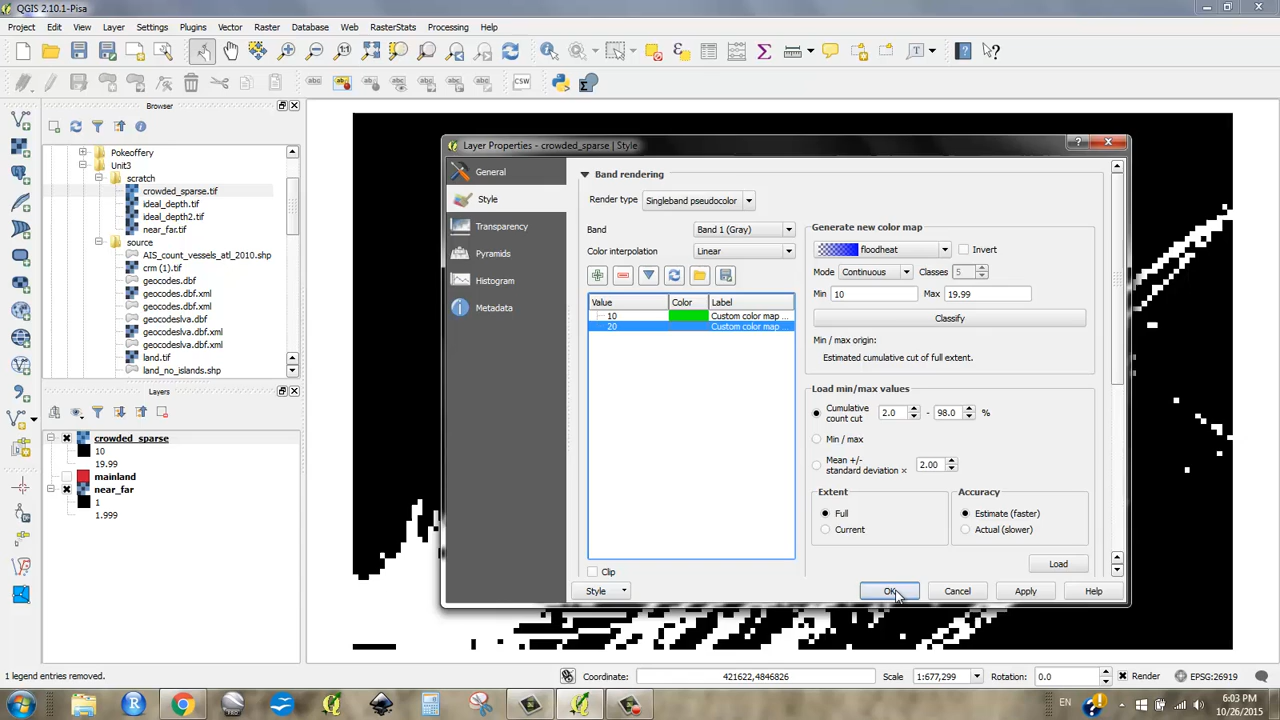 QGIS 2.10.1-Pisa
Project Edit View Layer Settings Plugins Vector Raster Database Web RasterStats Processing Help
Browser
Pokeoffery
Unit3
scratch
crowded_sparse.tif
ideal_depth.tif
ideal_depth2.tif
near_far.tif
source
AIS_count_vessels_atl_2010.shp
crm (1).tif
geocodes.dbf
geocodes.dbf.xml
geocodeslv.dbf
geocodeslv.dbf.xml
geocodeslv.dbf.xml
land.tif
land_no_islands.shp
Layers
crowded_sparse
10
19.99
mainland
near_far
1
1.999
Layer Properties - crowded_sparse | Style
General
Style
Transparency
Pyramids
Histogram
Metadata
Band rendering
Render type Singleband pseudocolor
Band Band 1 (Gray)
Color interpolation Linear
Value Color Label
10 Custom color map ...
20 Custom color map ...
Clip
Generate new color map
floodheat Invert
Mode Continuous Classes 5
Min 10 Max 19.99
Classify
Min / max origin:
Estimated cumulative cut of full extent.
Load min/max values
Cumulative count cut 2.0 - 98.0 %
Min / max
Mean +/- standard deviation × 2.00
Extent
Full
Current
Accuracy
Estimate (faster)
Actual (slower)
Load
Style OK Cancel Apply Help
1 legend entries removed.
Coordinate: 421622,4846826 Scale 1:677,299 Rotation: 0.0 Render EPSG:26919
EN 6:03 PM
10/26/2015